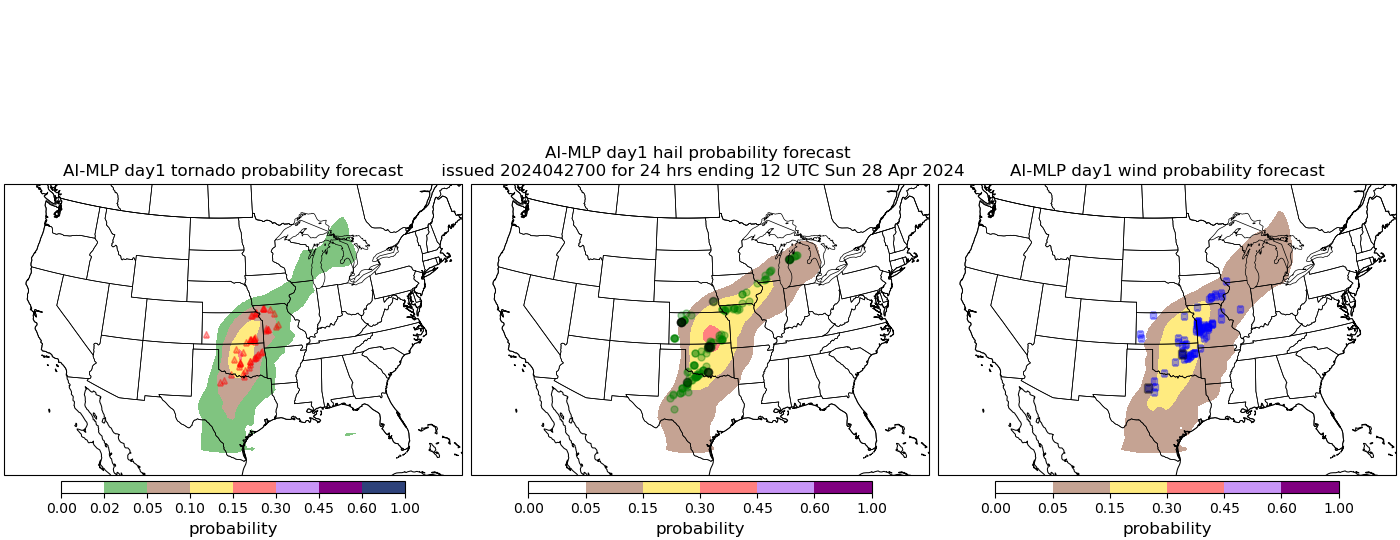 AI-MLP day1 hail probability forecast
AI-MLP day1 tornado probability forecast
issued 2024042700 for 24 hrs ending 12 UTC Sun 28 Apr 2024
AI-MLP day1 wind probability forecast
0.00 0.02 0.05 0.10 0.15 0.30 0.45 0.60 1.00
probability
0.00 0.05 0.15 0.30 0.45 0.60 1.00
probability
0.00 0.05 0.15 0.30 0.45 0.60 1.00
probability